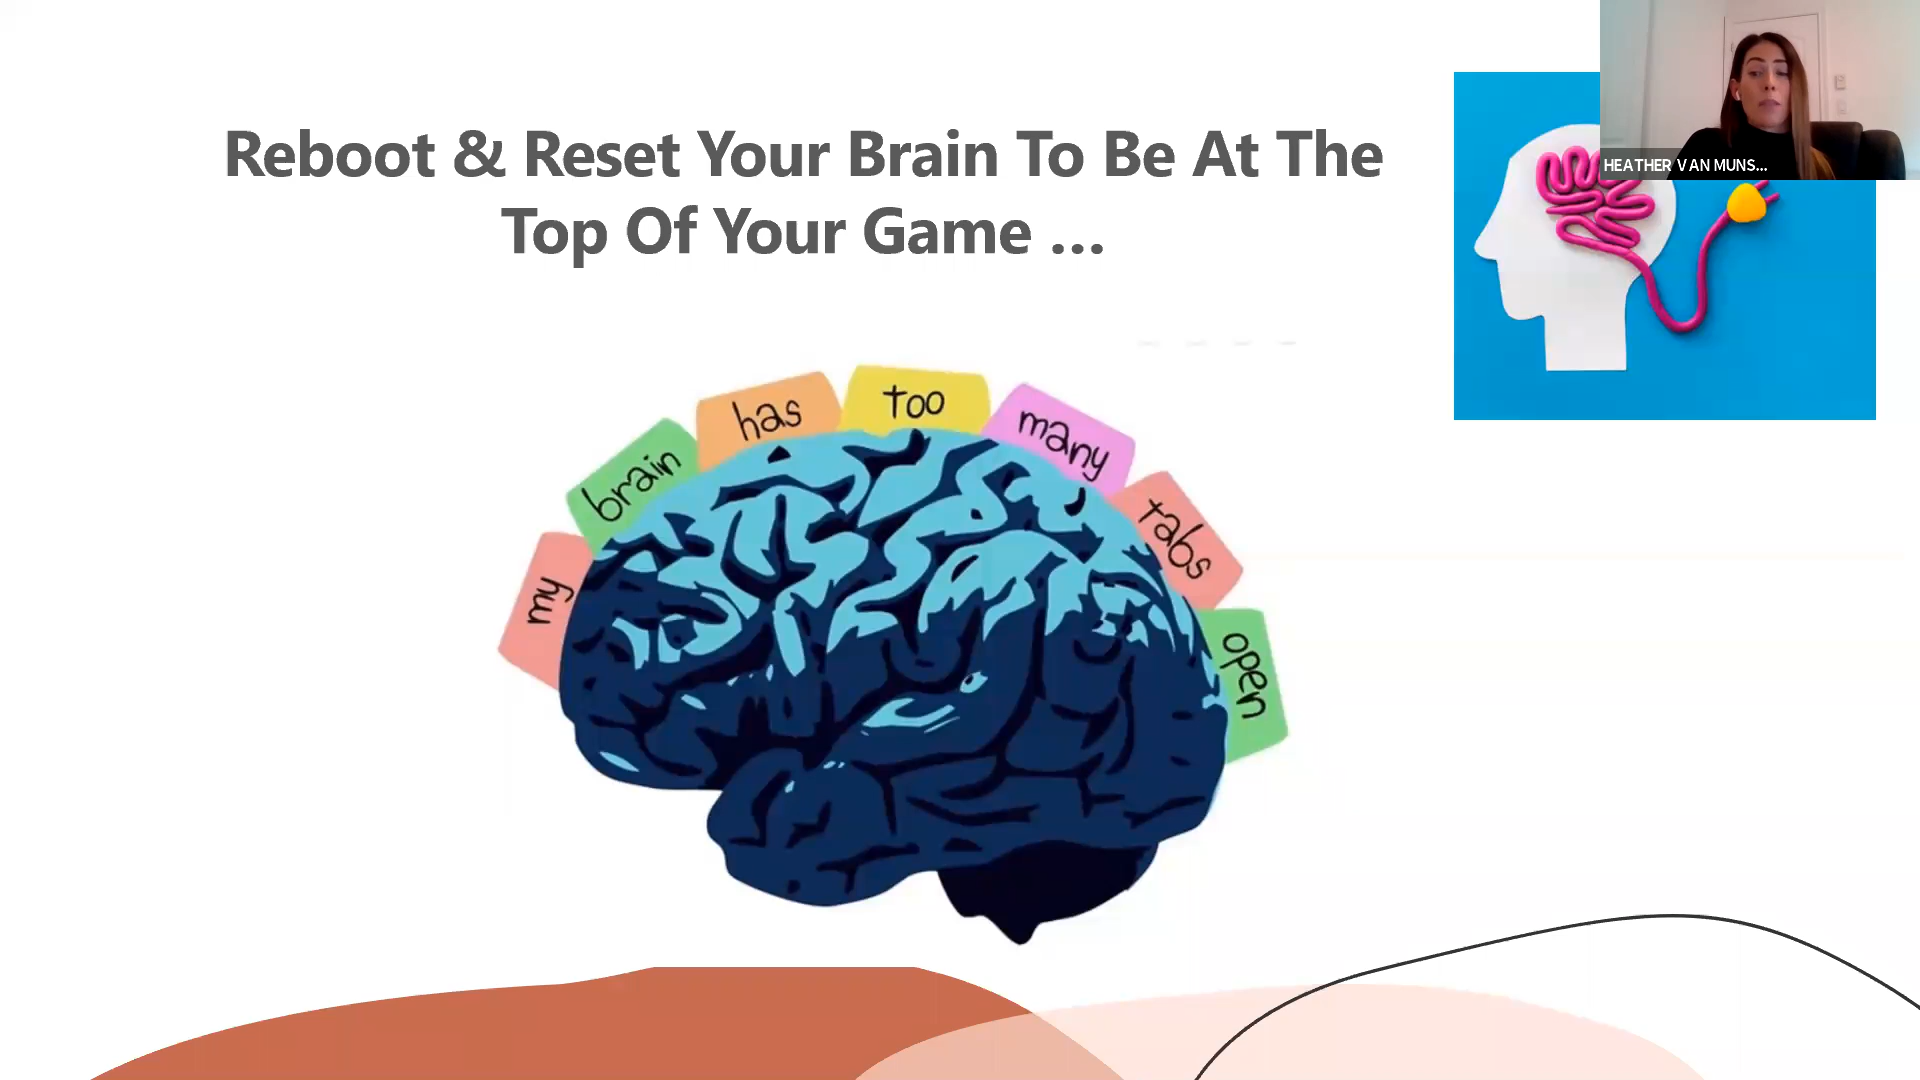 Reboot & Reset Your Brain To Be At The
Top Of Your Game ...
HEATHER VAN MUNS...
my
brain
has
too
many
tabs
open